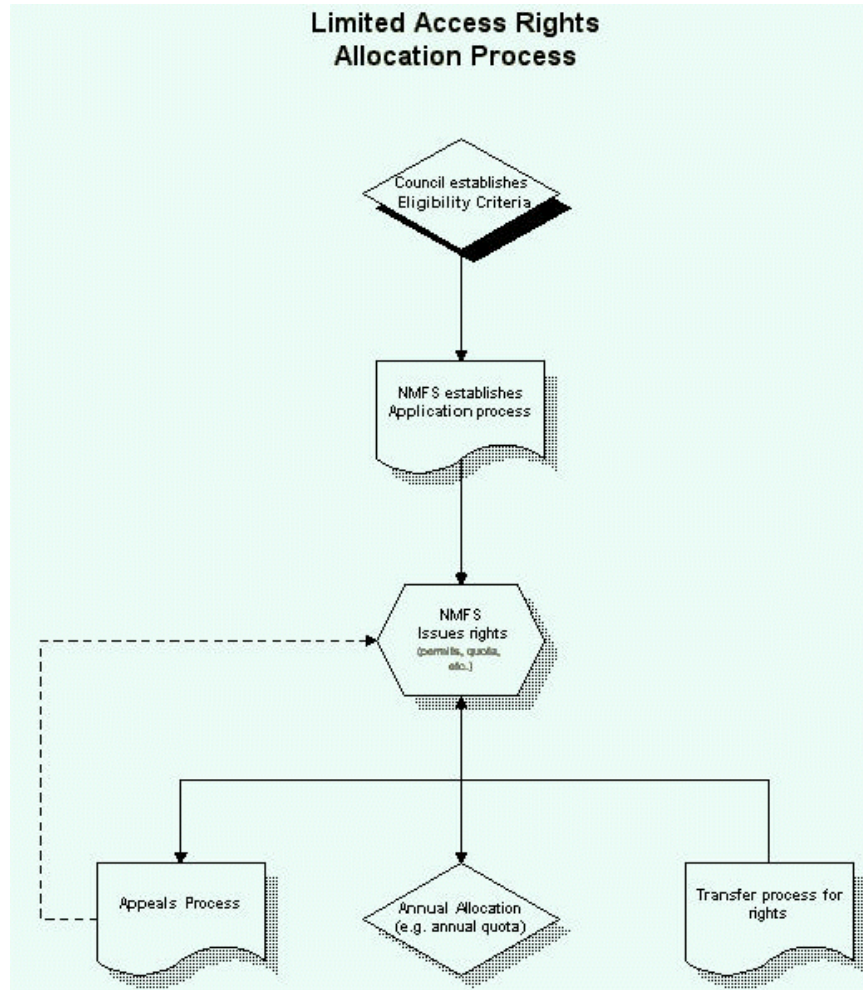 Limited Access Rights
Allocation Process
Council establishes
Eligibility Criteria
NMFS establishes
Application process
NMFS
Issues rights
(permits, quota,
etc.)
Appeals Process
Annual Allocation
(e.g. annual quota)
Transfer process for
rights